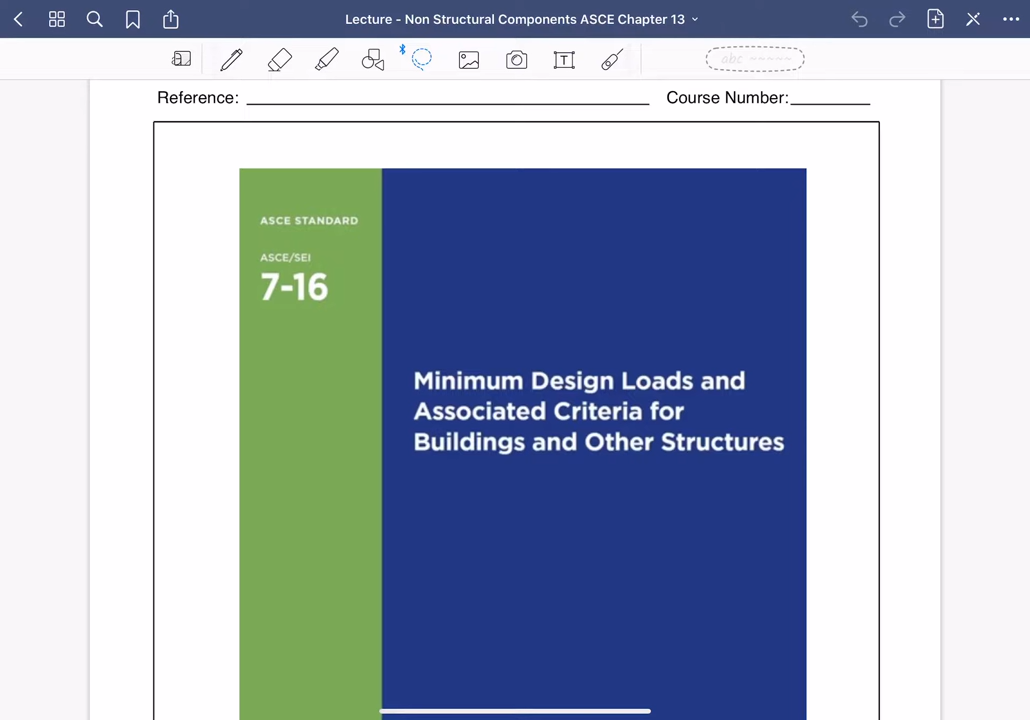 Lecture - Non Structural Components ASCE Chapter 13
T
abc
Reference:
Course Number:
ASCE STANDARD
ASCE/SEI
7-16
Minimum Design Loads and
Associated Criteria for
Buildings and Other Structures